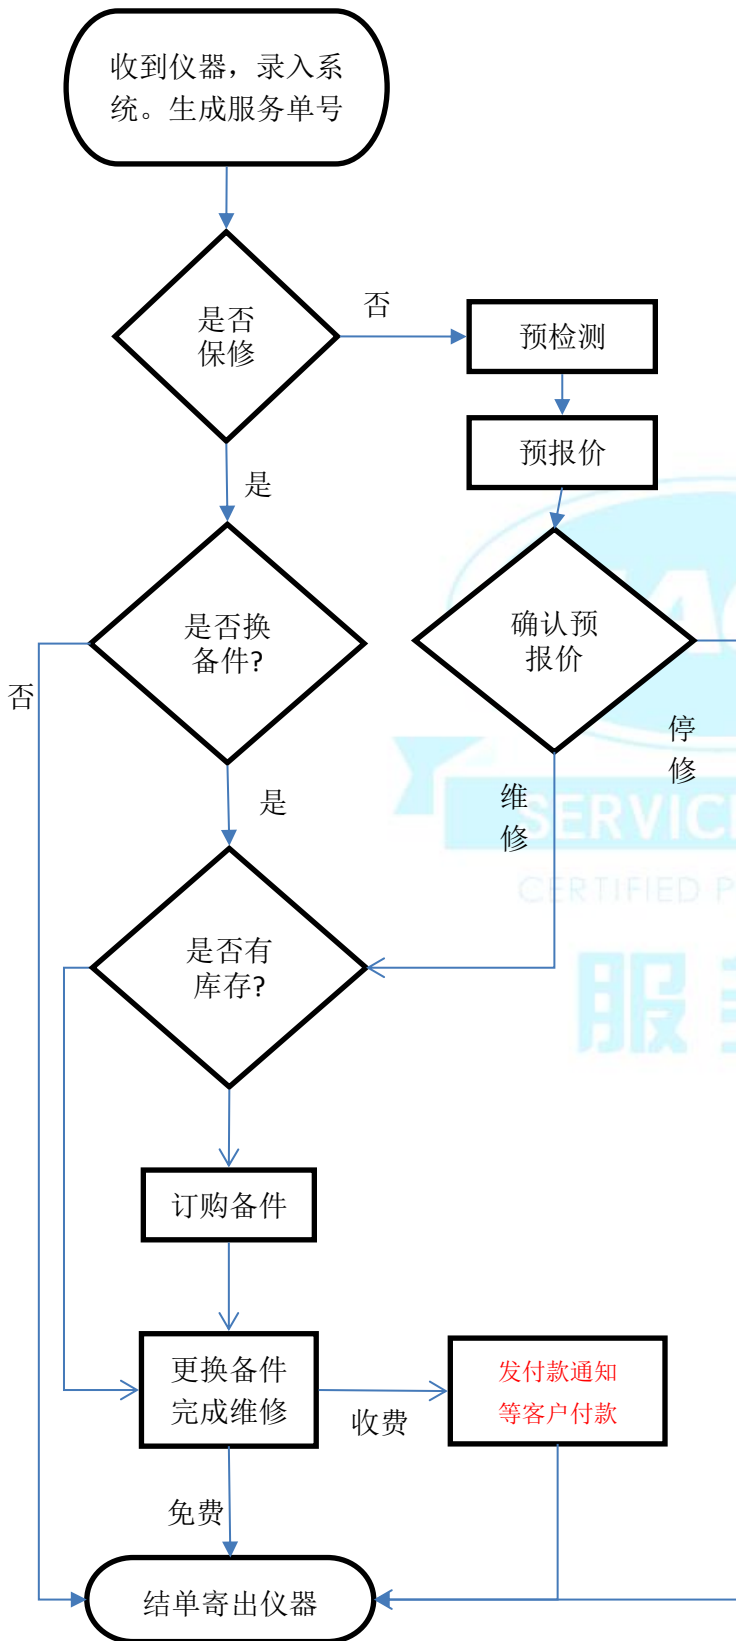 收到仪器，录入系
统。生成服务单号
是否
保修
否
预检测
预报价
是
是否换
备件?
确认预
报价
否
停
修
是
维
修
SERVIC
CERTIFIED P
是否有
库存?
服
订购备件
更换备件
完成维修
收费
发付款通知
等客户付款
免费
结单寄出仪器